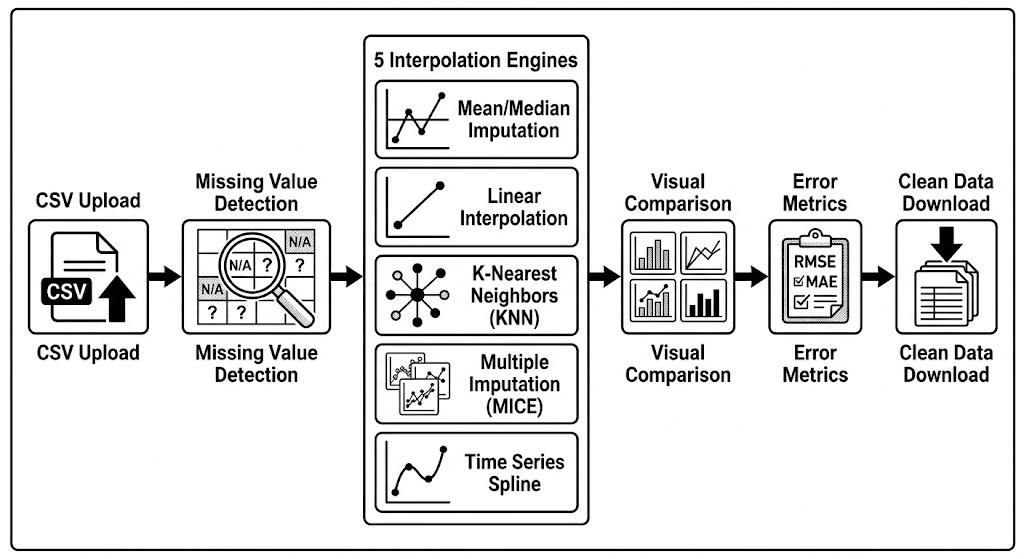 CSV Upload
CSV
CSV Upload
Missing Value
Detection
N/A
N/A
?
?
N/A
?
?
Missing Value
Detection
5 Interpolation Engines
Mean/Median
Imputation
Linear
Interpolation
K-Nearest
Neighbors
(KNN)
Multiple
Imputation
(MICE)
Time Series
Spline
Visual
Comparison
Visual
Comparison
Error
Metrics
RMSE
MAE
Error
Metrics
Clean Data
Download
Clean Data
Download